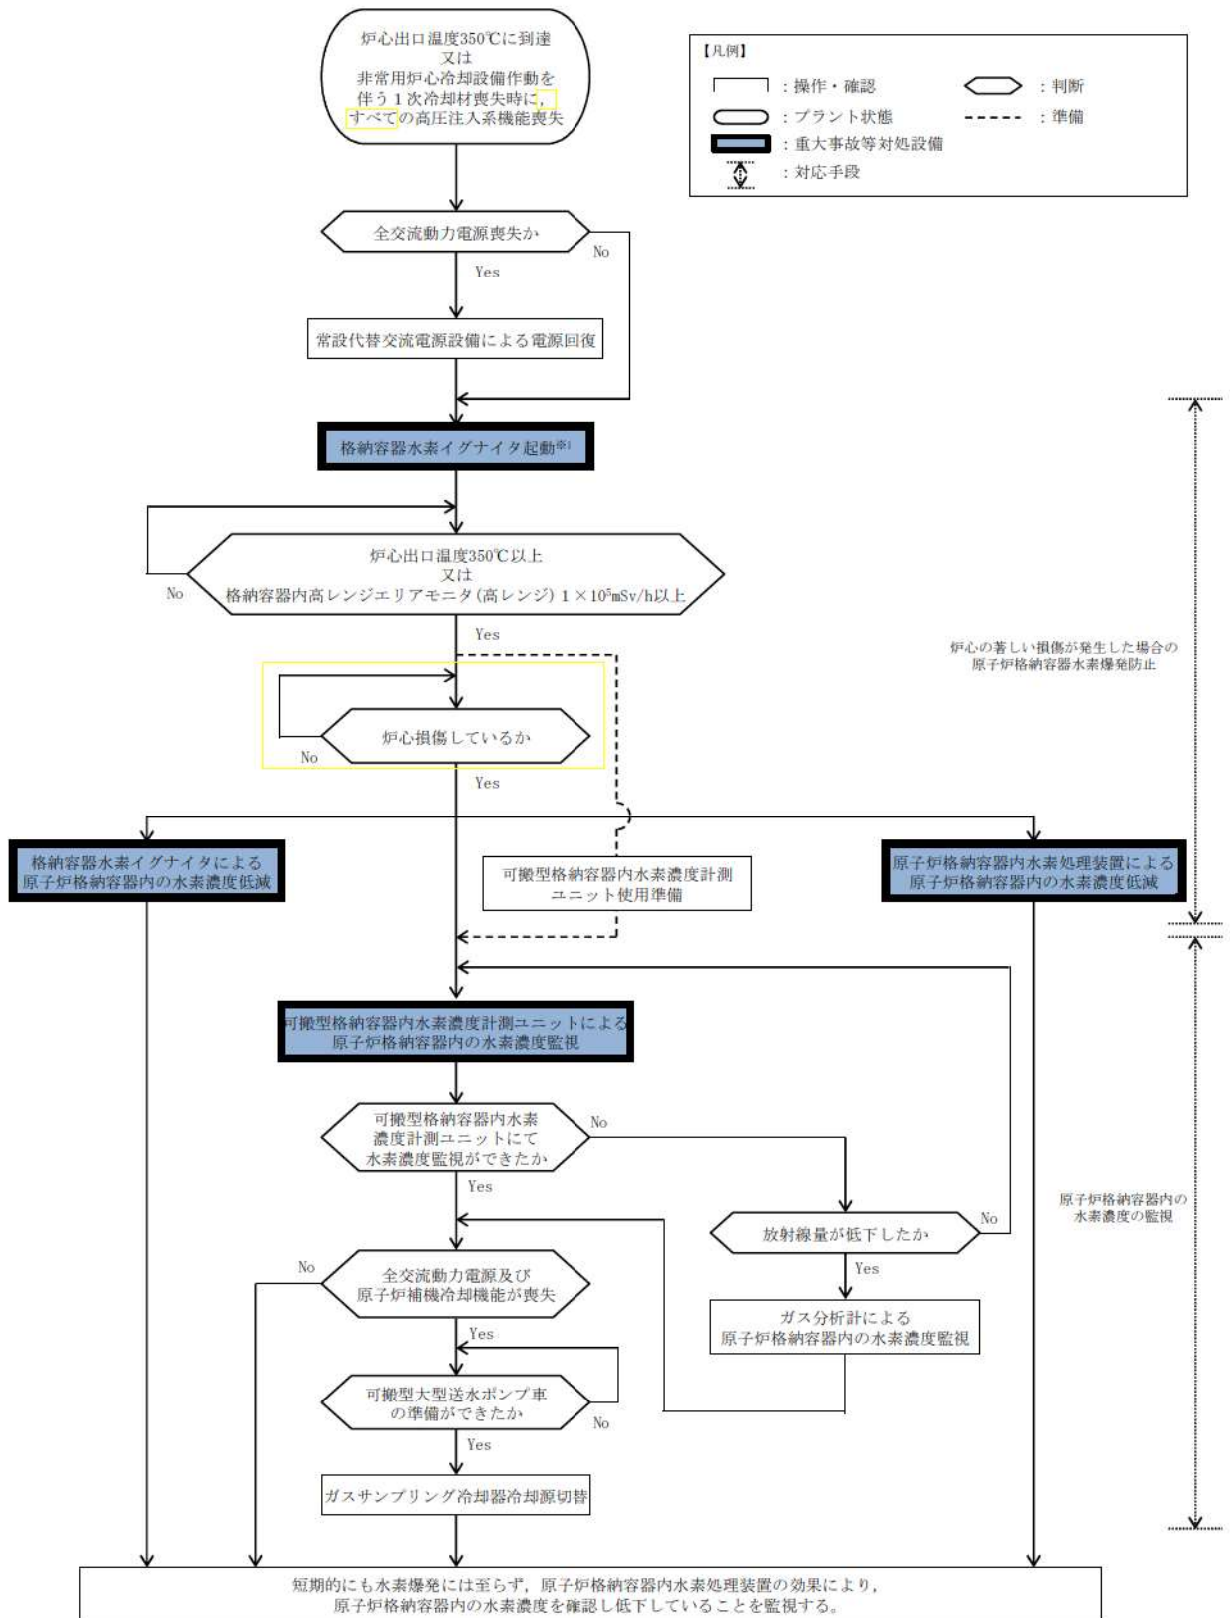 炉心出口温度350℃に到達
又は
非常用炉心冷却設備作動を
伴う１次冷却材喪失時に，
すべての高圧注入系機能喪失
【凡例】
：操作・確認
：判断
：プラント状態
：準備
：重大事故等対処設備
：対応手段
全交流動力電源喪失か
No
Yes
常設代替交流電源設備による電源回復
格納容器水素イグナイタ起動※1
炉心出口温度350℃以上
又は
格納容器内高レンジエリアモニタ(高レンジ)１×10⁵mSv/h以上
No
Yes
炉心の著しい損傷が発生した場合の
原子炉格納容器水素爆発防止
炉心損傷しているか
No
Yes
格納容器水素イグナイタによる
原子炉格納容器内の水素濃度低減
可搬型格納容器内水素濃度計測
ユニット使用準備
原子炉格納容器内水素処理装置による
原子炉格納容器内の水素濃度低減
可搬型格納容器内水素濃度計測ユニットによる
原子炉格納容器内の水素濃度監視
可搬型格納容器内水素
濃度計測ユニットにて
水素濃度監視ができたか
No
Yes
原子炉格納容器内の
水素濃度の監視
放射線量が低下したか
No
Yes
全交流動力電源及び
原子炉補機冷却機能が喪失
No
Yes
ガス分析計による
原子炉格納容器内の水素濃度監視
可搬型大型送水ポンプ車
の準備ができたか
No
Yes
ガスサンプリング冷却器冷却源切替
短期的にも水素爆発には至らず，原子炉格納容器内水素処理装置の効果により，
原子炉格納容器内の水素濃度を確認し低下していることを監視する。